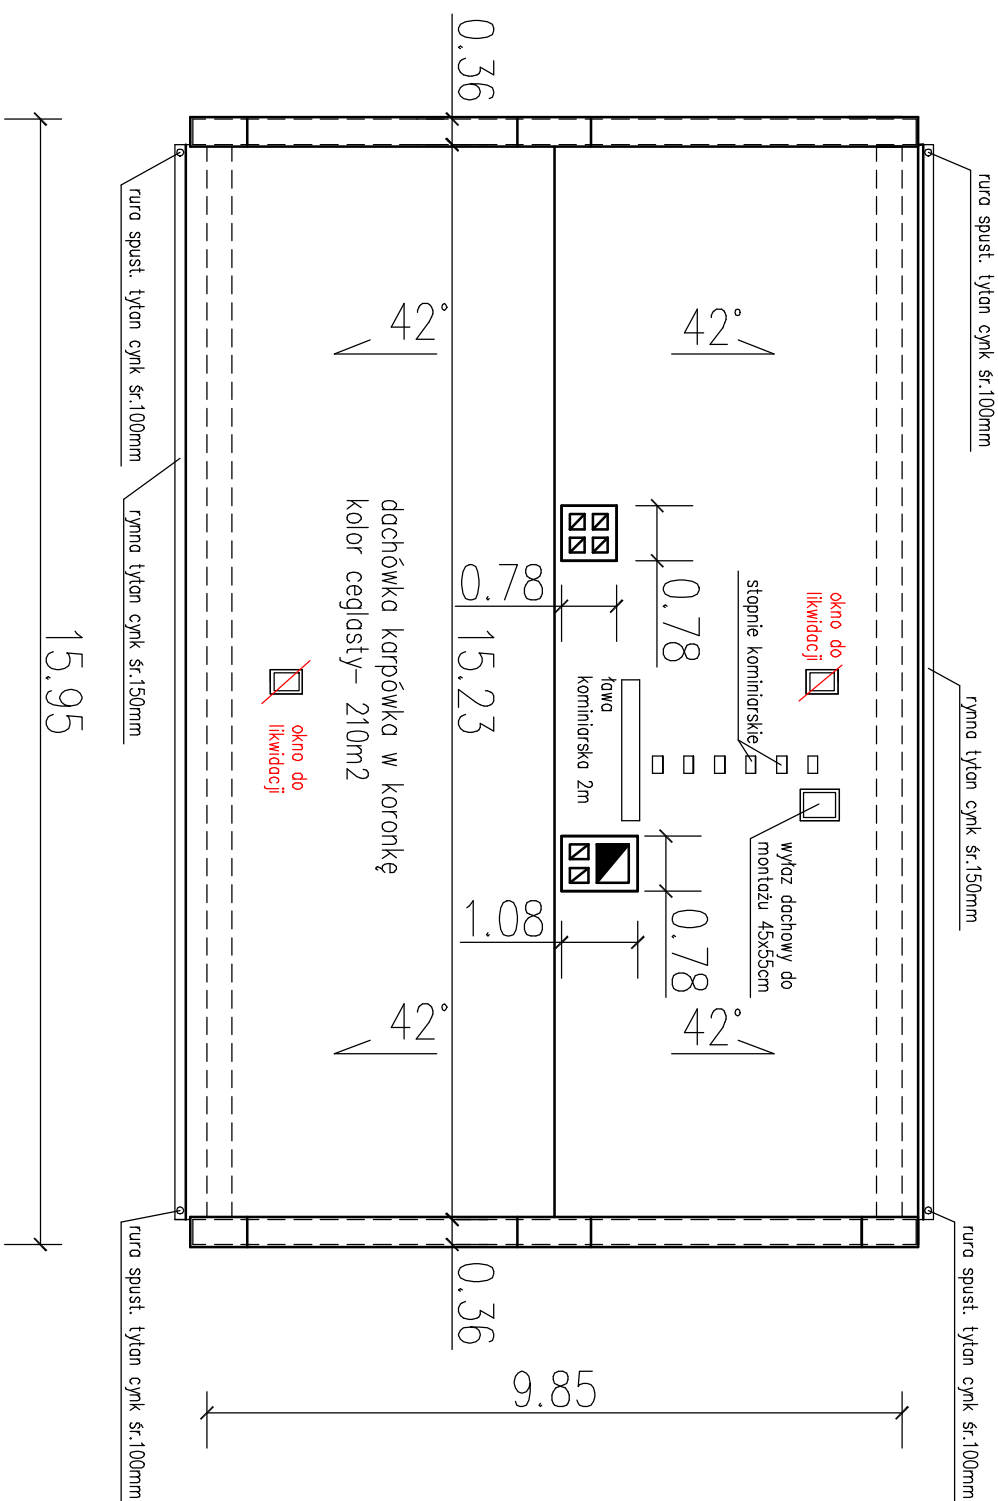 rura spust. tytan cynk śr.100mm
rynna tytan cynk śr.150mm
rura spust. tytan cynk śr.100mm
42°
42°
okno do
likwidacji
wyłaz dachowy do
montażu 45x55cm
stopnie kominiarskie
0.78
0.78
ława
kominiarska 2m
0.78
1.08
0.36
15.23
0.36
9.85
dachówka karpówka w koronkę
kolor ceglasty– 210m2
42°
42°
okno do
likwidacji
rura spust. tytan cynk śr.100mm
rynna tytan cynk śr.150mm
rura spust. tytan cynk śr.100mm
15.95